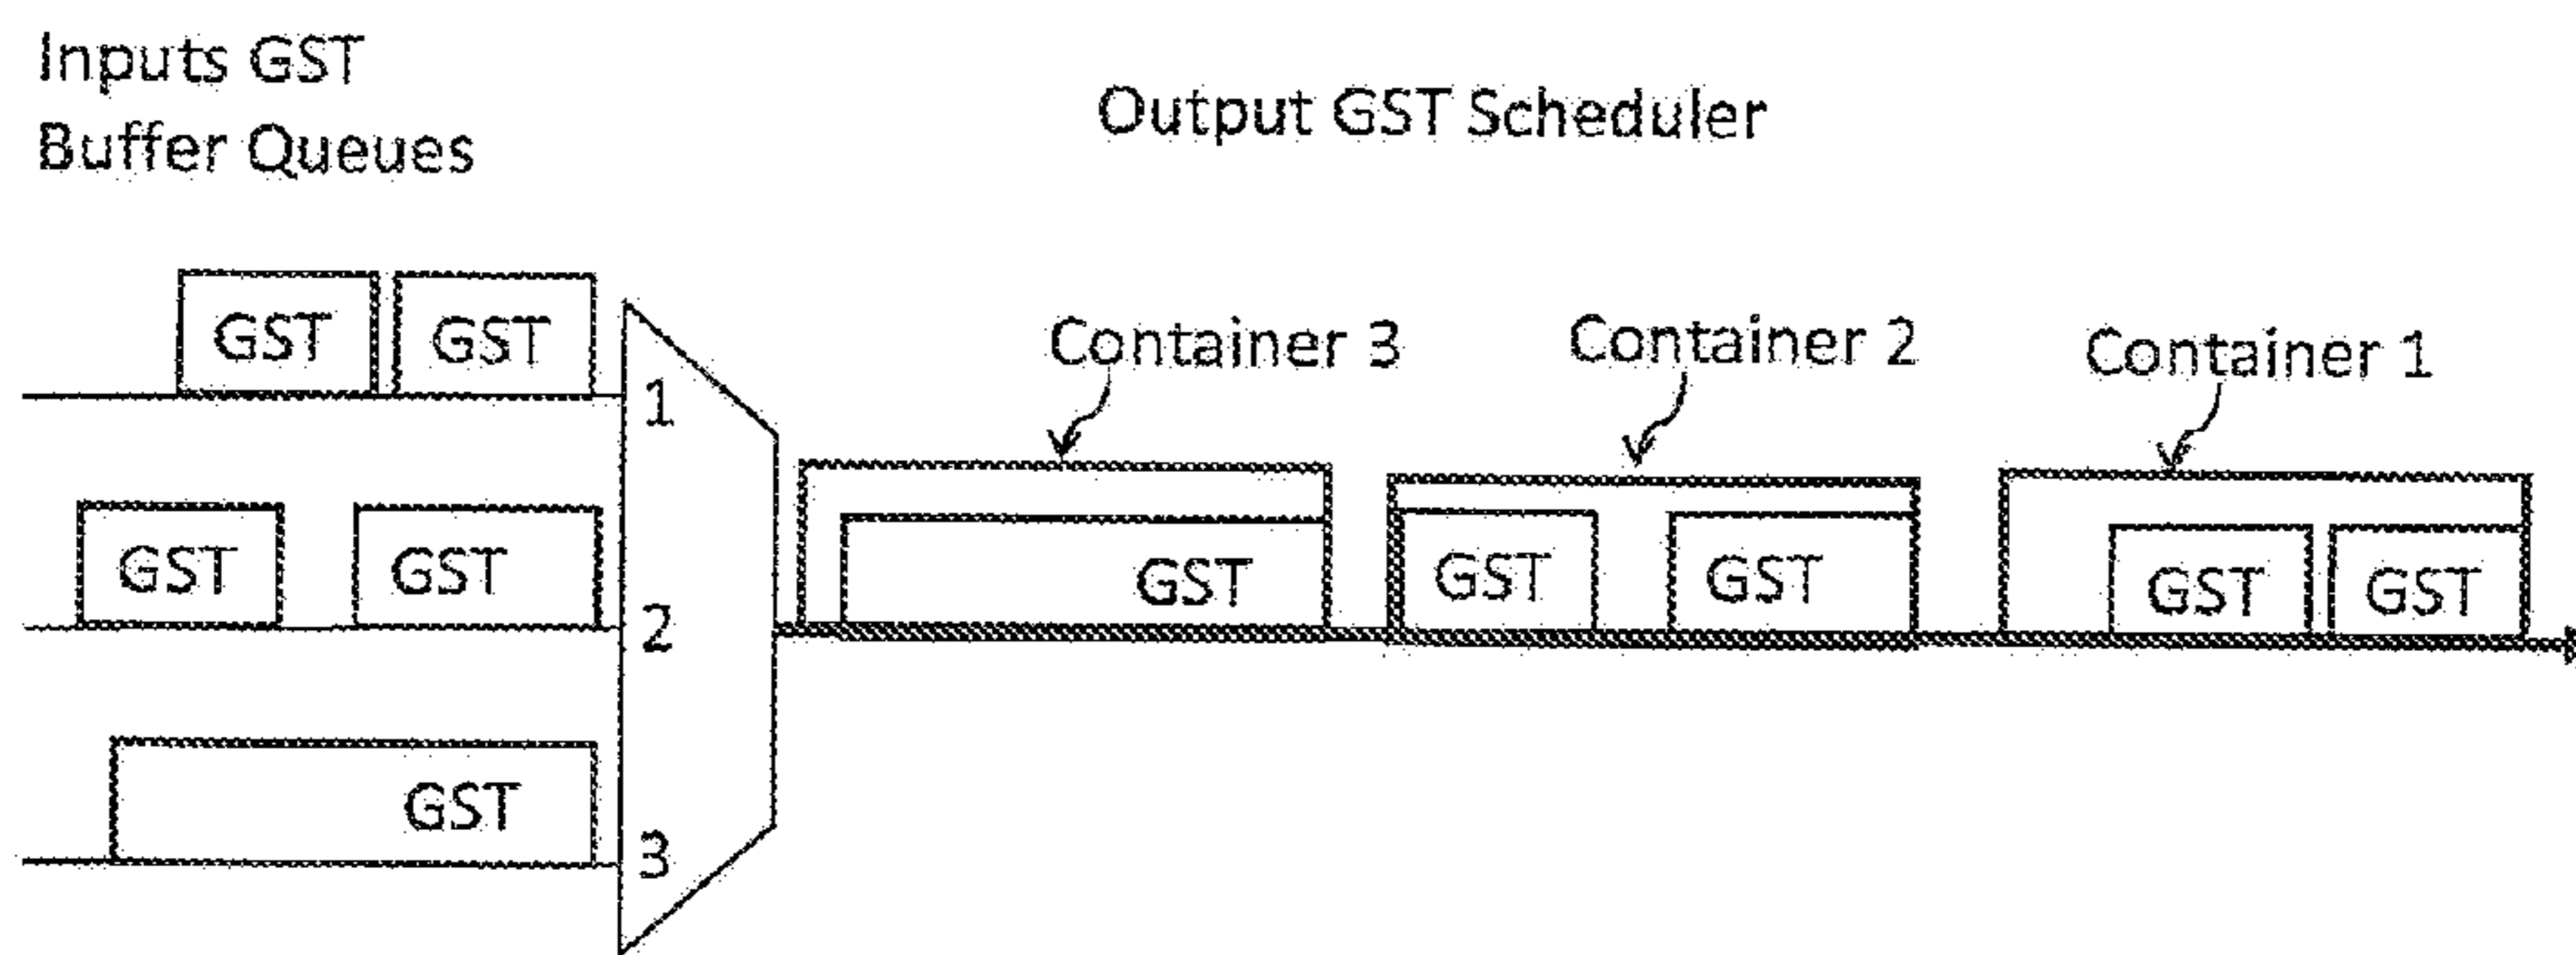 Inputs GST
Buffer Queues
Output GST Scheduler
GST GST
Container 3 Container 2 Container 1
1
GST GST
2
GST GST GST GST GST
GST
3